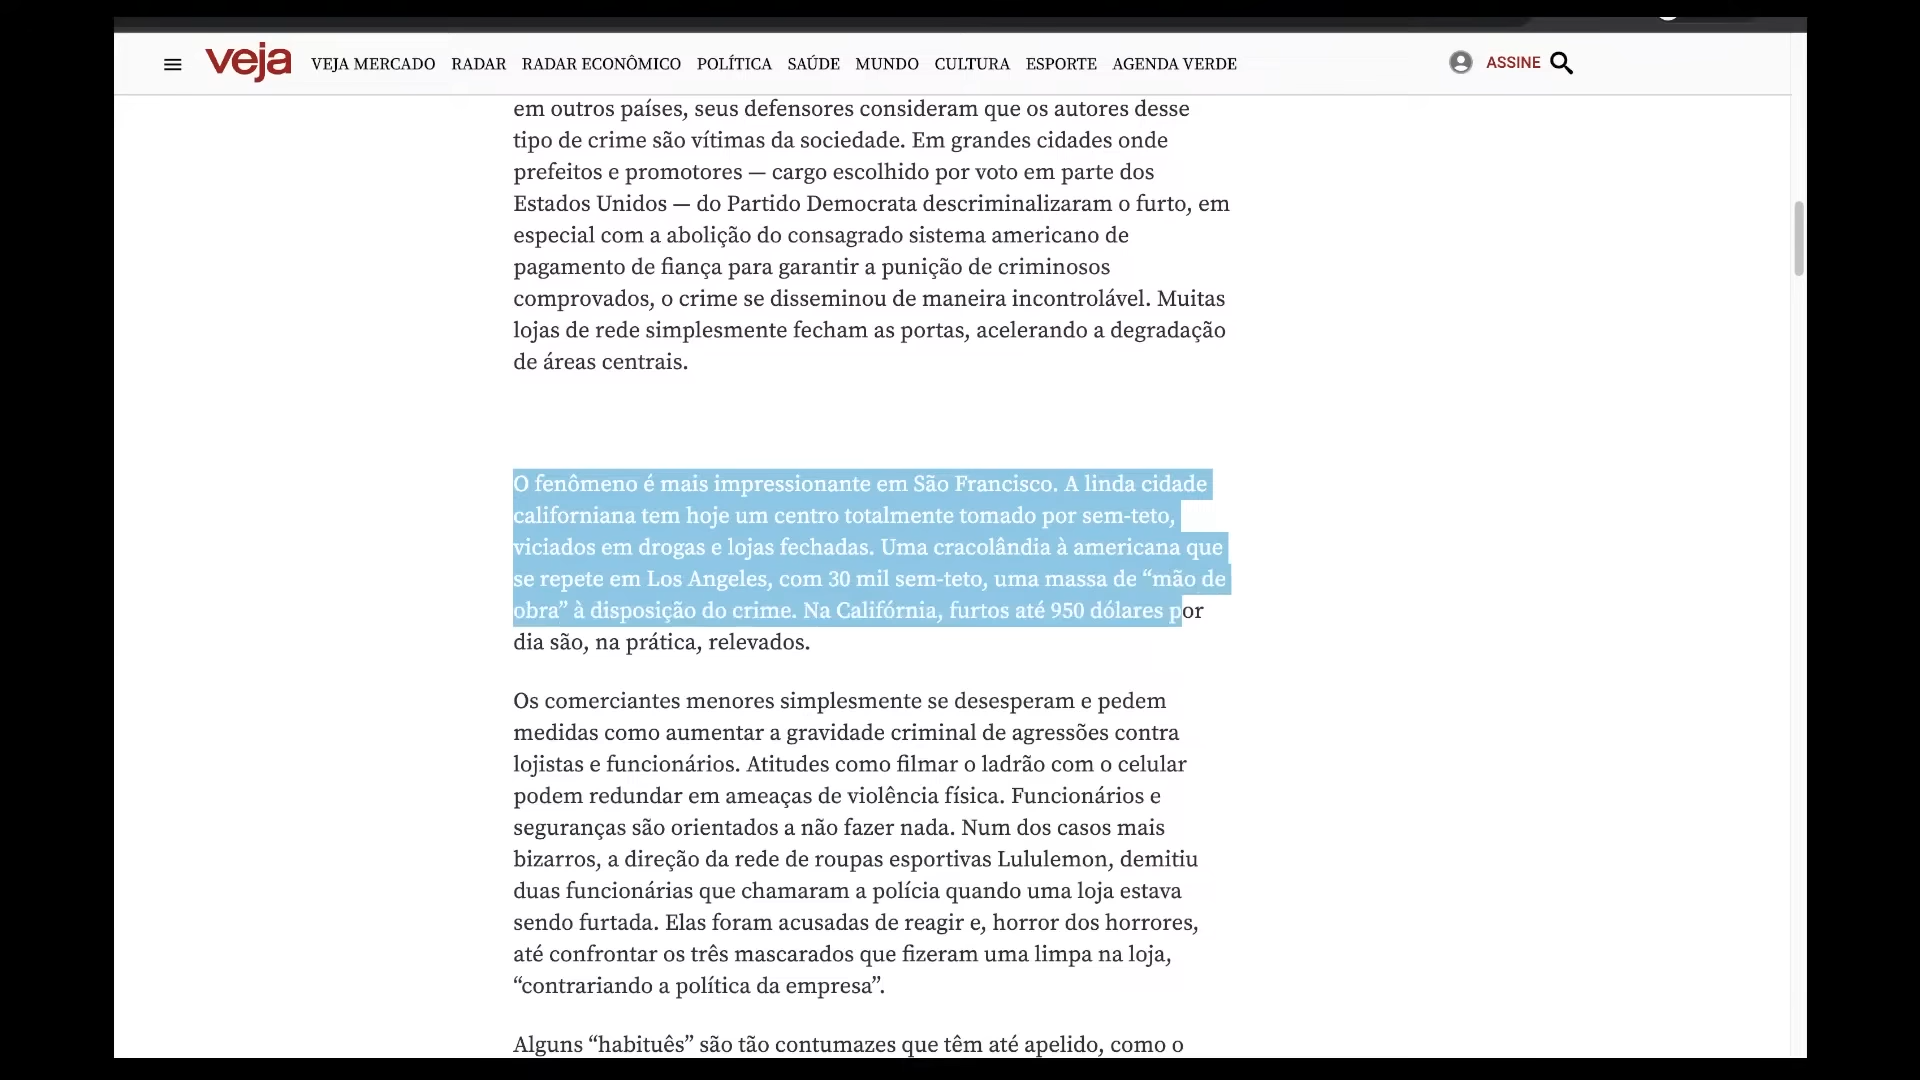 veja VEJA MERCADO RADAR RADAR ECONÔMICO POLÍTICA SAÚDE MUNDO CULTURA ESPORTE AGENDA VERDE ASSINE
em outros países, seus defensores consideram que os autores desse
tipo de crime são vítimas da sociedade. Em grandes cidades onde
prefeitos e promotores — cargo escolhido por voto em parte dos
Estados Unidos — do Partido Democrata descriminalizaram o furto, em
especial com a abolição do consagrado sistema americano de
pagamento de fiança para garantir a punição de criminosos
comprovados, o crime se disseminou de maneira incontrolável. Muitas
lojas de rede simplesmente fecham as portas, acelerando a degradação
de áreas centrais.
O fenômeno é mais impressionante em São Francisco. A linda cidade
californiana tem hoje um centro totalmente tomado por sem-teto,
viciados em drogas e lojas fechadas. Uma cracolândia à americana que
se repete em Los Angeles, com 30 mil sem-teto, uma massa de “mão de
obra” à disposição do crime. Na Califórnia, furtos até 950 dólares por
dia são, na prática, relevados.
Os comerciantes menores simplesmente se desesperam e pedem
medidas como aumentar a gravidade criminal de agressões contra
lojistas e funcionários. Atitudes como filmar o ladrão com o celular
podem redundar em ameaças de violência física. Funcionários e
seguranças são orientados a não fazer nada. Num dos casos mais
bizarros, a direção da rede de roupas esportivas Lululemon, demitiu
duas funcionárias que chamaram a polícia quando uma loja estava
sendo furtada. Elas foram acusadas de reagir e, horror dos horrores,
até confrontar os três mascarados que fizeram uma limpa na loja,
“contrariando a política da empresa”.
Alguns “habituês” são tão contumazes que têm até apelido, como o